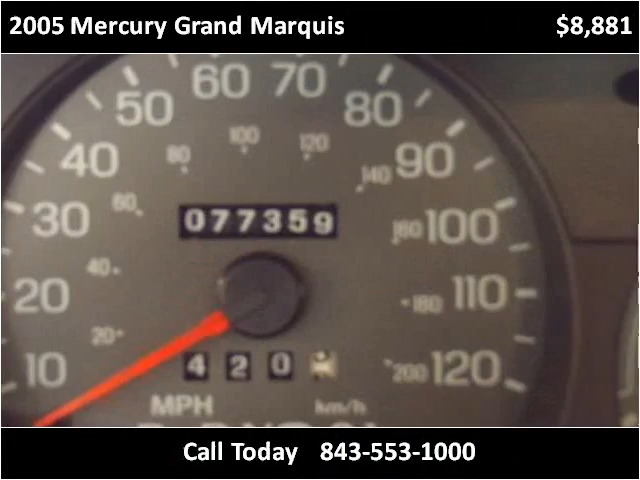 2005 Mercury Grand Marquis $8,881
60 70
50 80
100 120
40 80 140 90
30 60 077359 160 100
20 40 180 110
20
10 420 200 120
MPH km/h
Call Today 843-553-1000